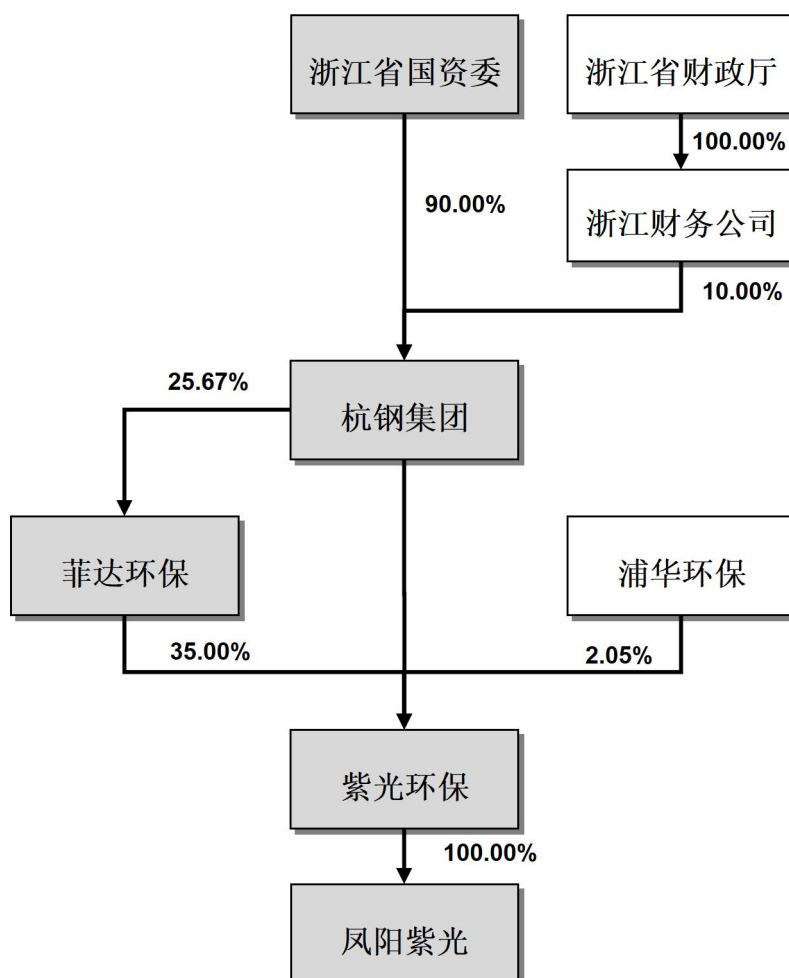 浙江省国资委
浙江省财政厅
100.00%
90.00%
浙江财务公司
10.00%
25.67%
杭钢集团
菲达环保
浦华环保
35.00%
2.05%
紫光环保
100.00%
凤阳紫光